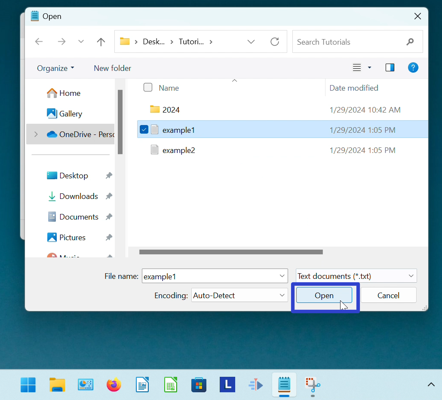 Open
Desk... > Tutori... >
Search Tutorials
Organize
New folder
Name
Date modified
Home
Gallery
OneDrive - Perso
Desktop
Downloads
Documents
Pictures
Music
2024
1/29/2024 10:42 AM
example1
1/29/2024 1:05 PM
example2
1/29/2024 1:05 PM
File name: example1
Text documents (*.txt)
Encoding: Auto-Detect
Open
Cancel
L